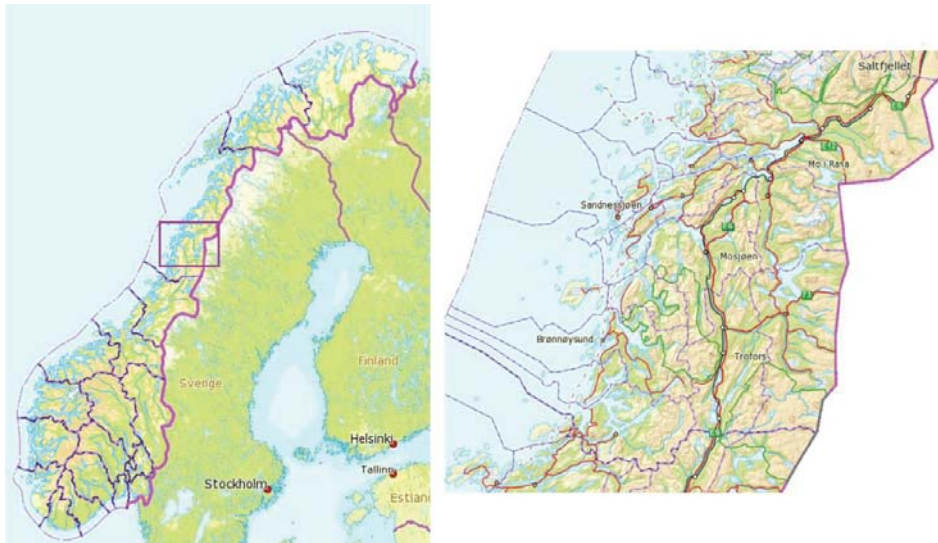 Sverige
Finland
Helsinki
Tallinn
Stockholm
Estland
Saltfjellet
Mo i Rana
Sandnessjøen
Mosjøen
Brønnøysund
Trofors